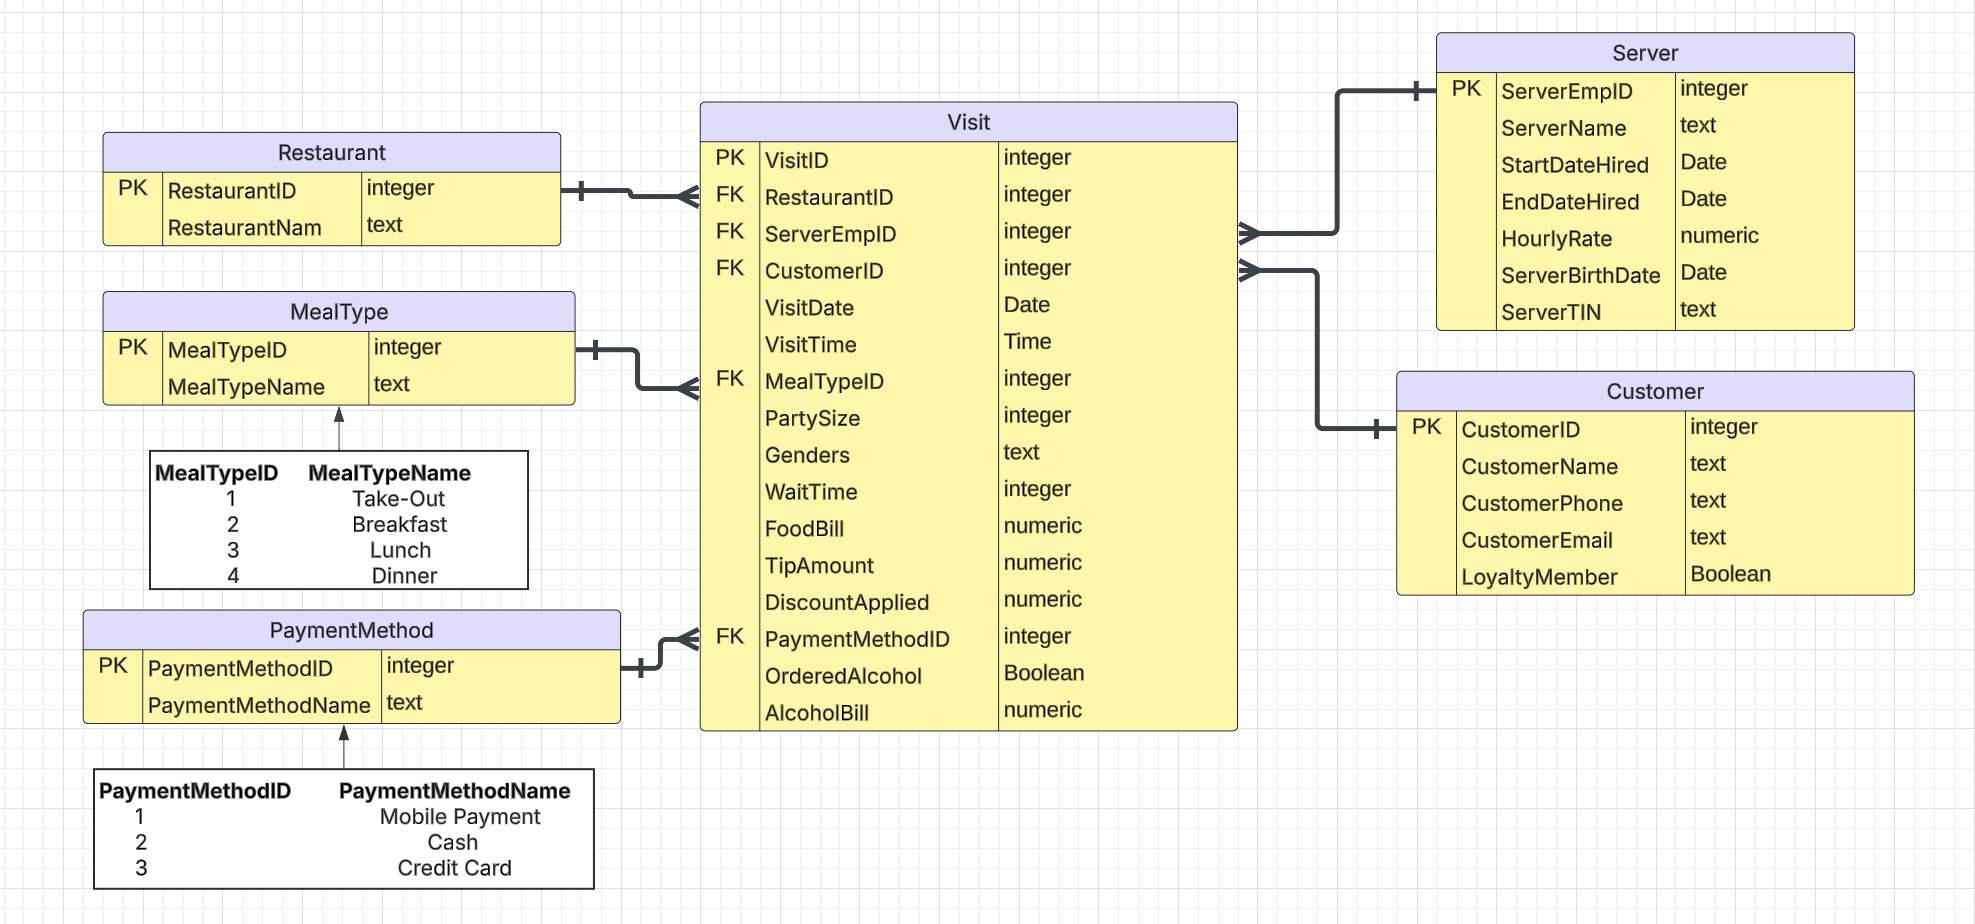 Restaurant
PK RestaurantID integer
RestaurantNam text
MealType
PK MealTypeID integer
MealTypeName text
MealTypeID MealTypeName
1 Take-Out
2 Breakfast
3 Lunch
4 Dinner
PaymentMethod
PK PaymentMethodID integer
PaymentMethodName text
PaymentMethodID PaymentMethodName
1 Mobile Payment
2 Cash
3 Credit Card
Visit
PK VisitID integer
FK RestaurantID integer
FK ServerEmpID integer
FK CustomerID integer
VisitDate Date
VisitTime Time
FK MealTypeID integer
PartySize integer
Genders text
WaitTime integer
FoodBill numeric
TipAmount numeric
DiscountApplied numeric
FK PaymentMethodID integer
OrderedAlcohol Boolean
AlcoholBill numeric
Server
PK ServerEmpID integer
ServerName text
StartDateHired Date
EndDateHired Date
HourlyRate numeric
ServerBirthDate Date
ServerTIN text
Customer
PK CustomerID integer
CustomerName text
CustomerPhone text
CustomerEmail text
LoyaltyMember Boolean